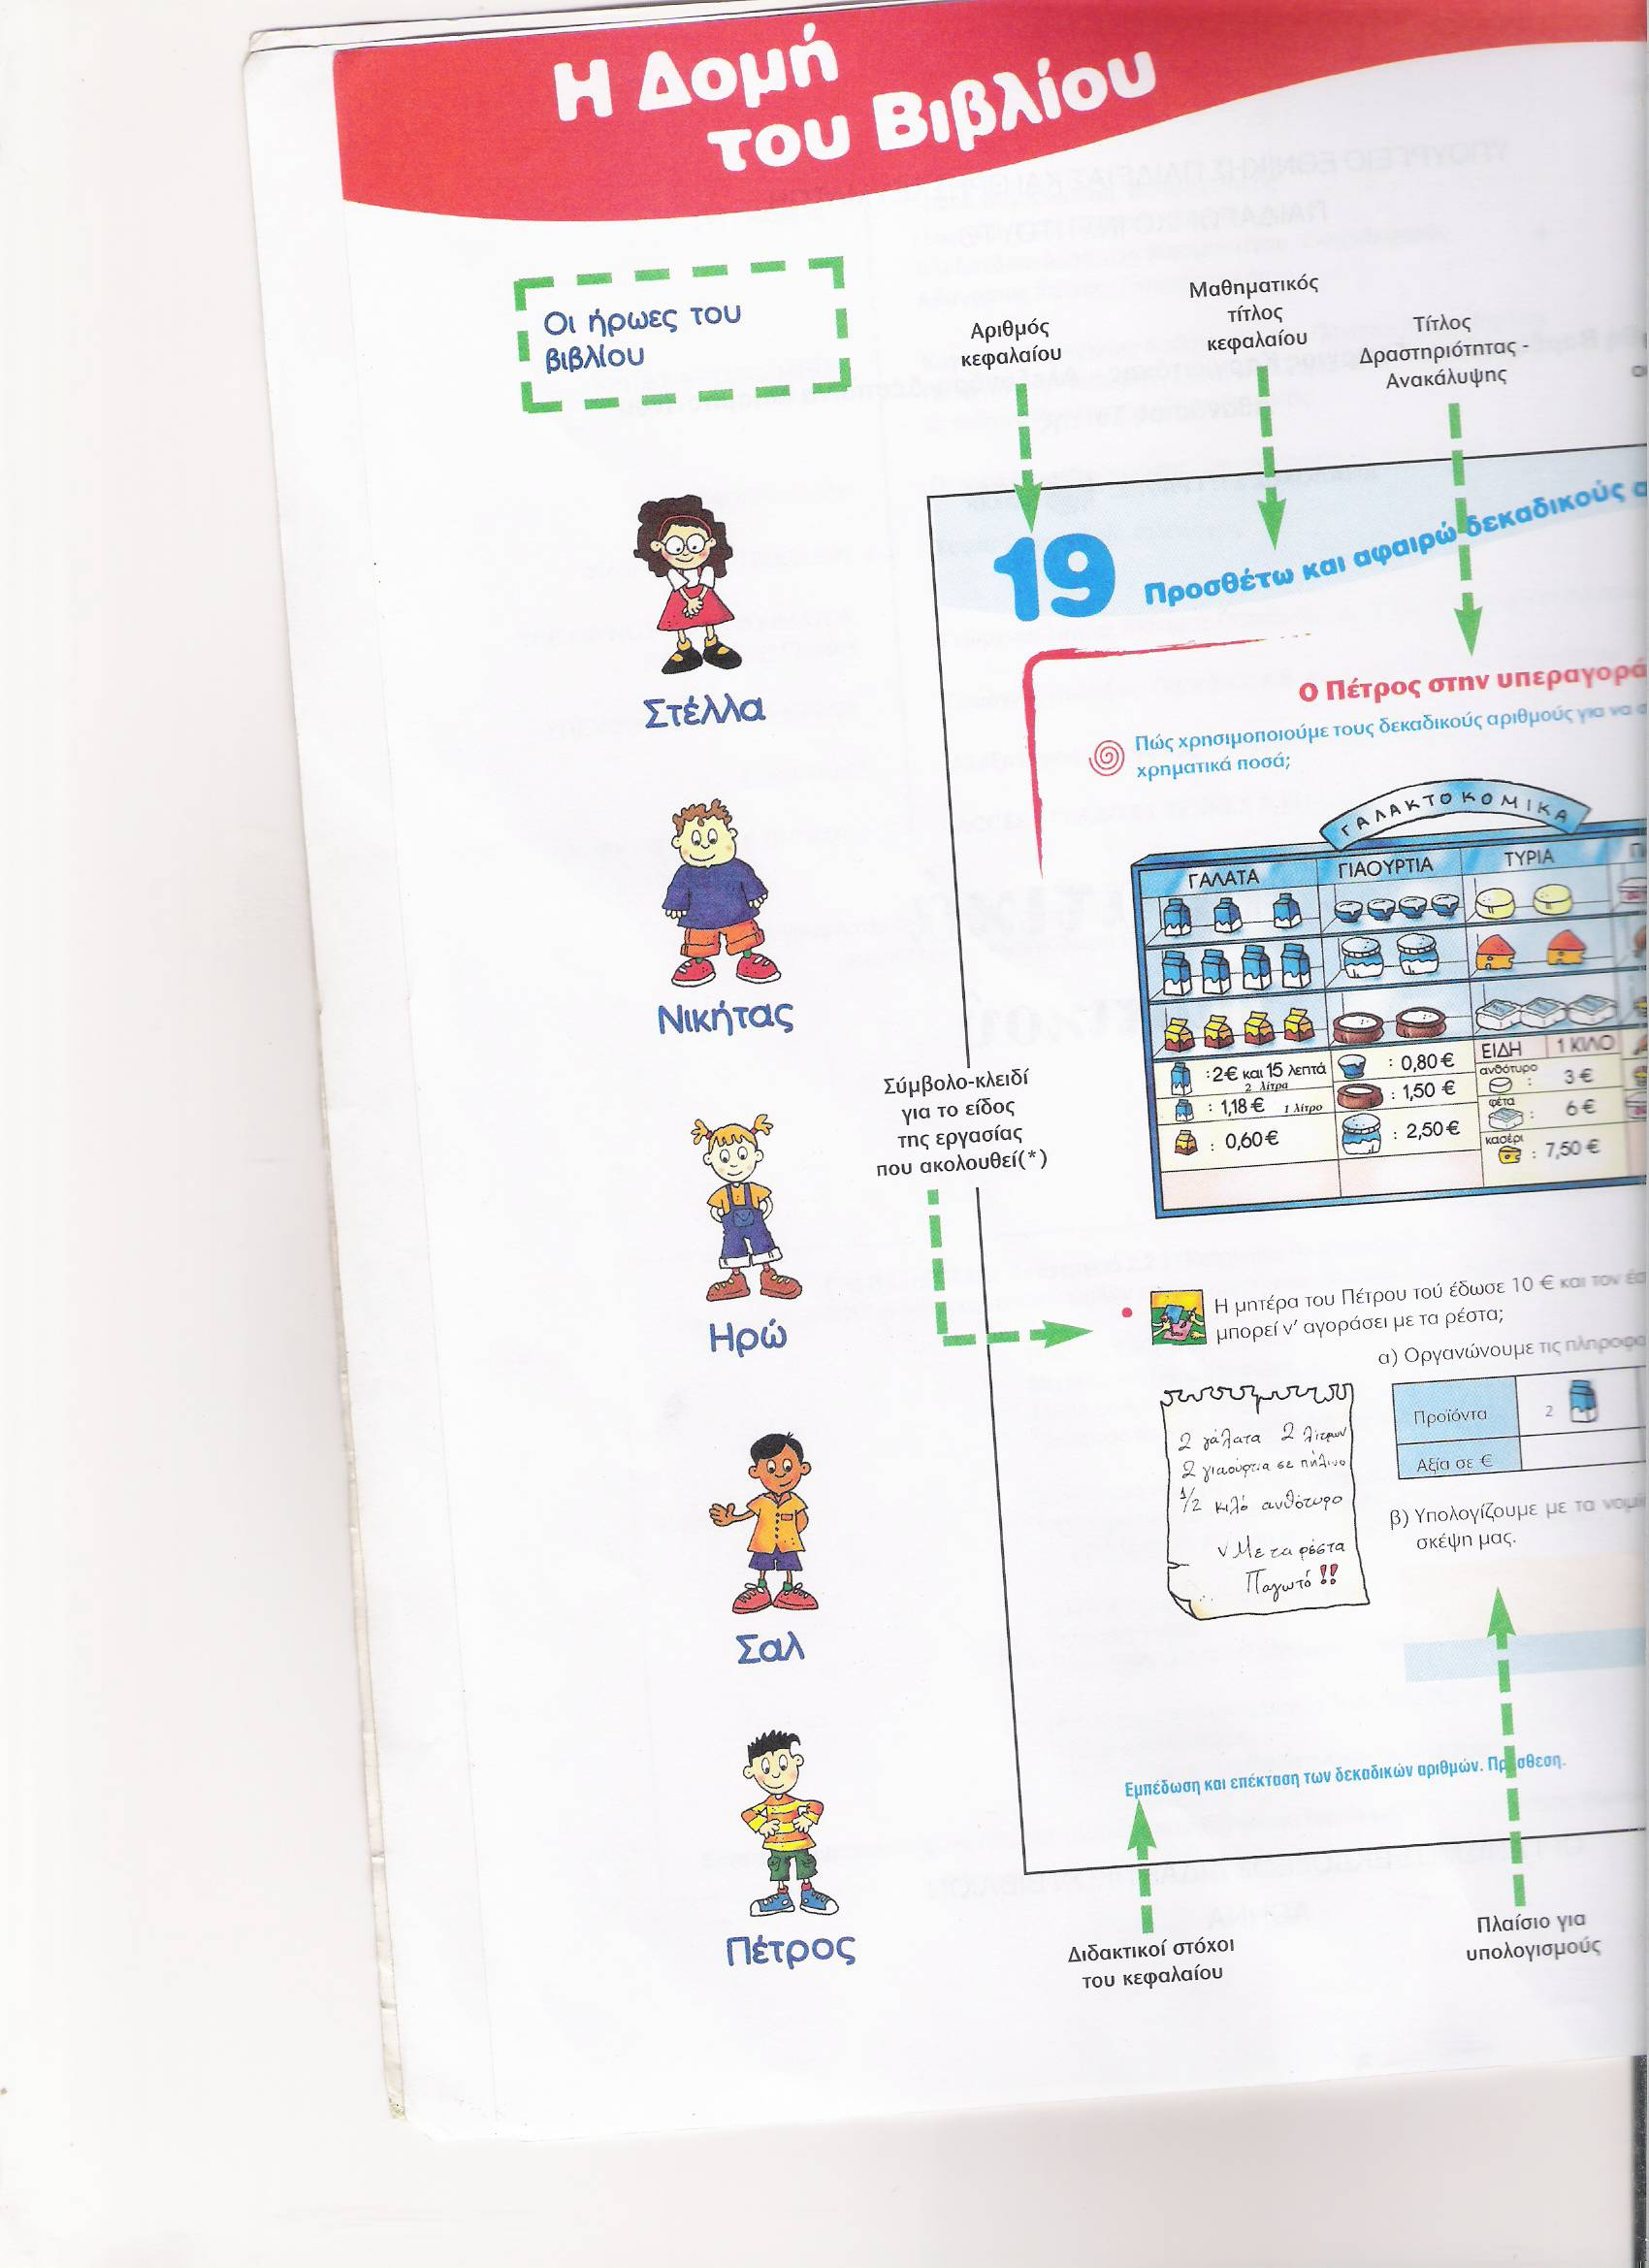 Η Δομή
του Βιβλίου
Οι ήρωες του
βιβλίου
Στέλλα
Νικήτας
Ηρώ
Σαλ
Πέτρος
Αριθμός
κεφαλαίου
Μαθηματικός
τίτλος
κεφαλαίου
Τίτλος
Δραστηριότητας -
Ανακάλυψης
19
Προσθέτω και αφαιρώ δεκαδικούς
Ο Πέτρος στην υπεραγορά
Πώς χρησιμοποιούμε τους δεκαδικούς αριθμούς για να
χρηματικά ποσά;
ΓΑΛΑΚΤΟΚΟΜΙΚΑ
ΓΑΛΑΤΑ
ΓΙΑΟΥΡΤΙΑ
ΤΥΡΙΑ
:2€ και 15 λεπτά
2 λίτρα
: 1,18 € 1 λίτρο
: 0,60 €
: 0,80 €
: 1,50 €
: 2,50 €
ΕΙΔΗ 1 ΚΙΛΟ
ανθότυρο
: 3 €
φέτα
: 6 €
κασέρι
: 7,50 €
Σύμβολο-κλειδί
για το είδος
της εργασίας
που ακολουθεί(*)
Η μητέρα του Πέτρου τού έδωσε 10 € και τον
μπορεί ν' αγοράσει με τα ρέστα;
α) Οργανώνουμε τις
Προϊόντα 2
Αξία σε €
2 γάλατα 2 λίτρων
2 γιαούρτια σε πήλινο
1/2 κιλό ανθότυρο
√ Με τα ρέστα
Παγωτό !!
β) Υπολογίζουμε με τα
σκέψη μας.
Εμπέδωση και επέκταση των δεκαδικών αριθμών. Πρόσθεση.
Διδακτικοί στόχοι
του κεφαλαίου
Πλαίσιο για
υπολογισμούς